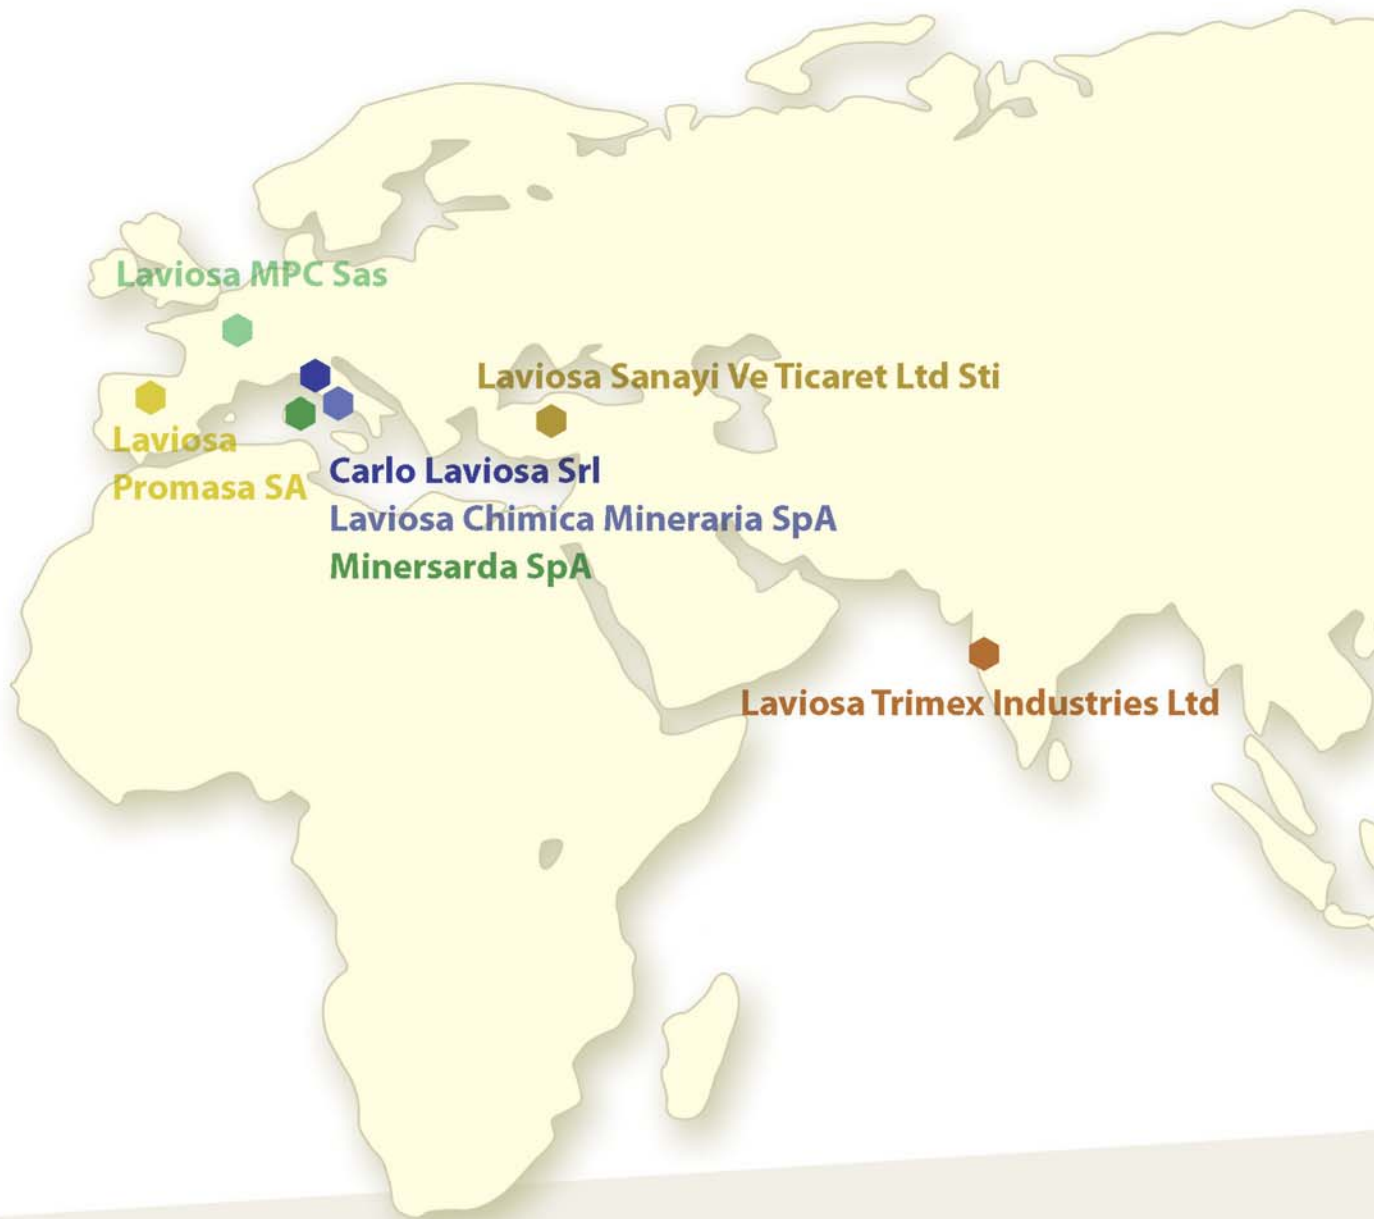 Laviosa MPC Sas
Laviosa Sanayi Ve Ticaret Ltd Sti
Laviosa
Promasa SA
Carlo Laviosa Srl
Laviosa Chimica Mineraria SpA
Minersarda SpA
Laviosa Trimex Industries Ltd